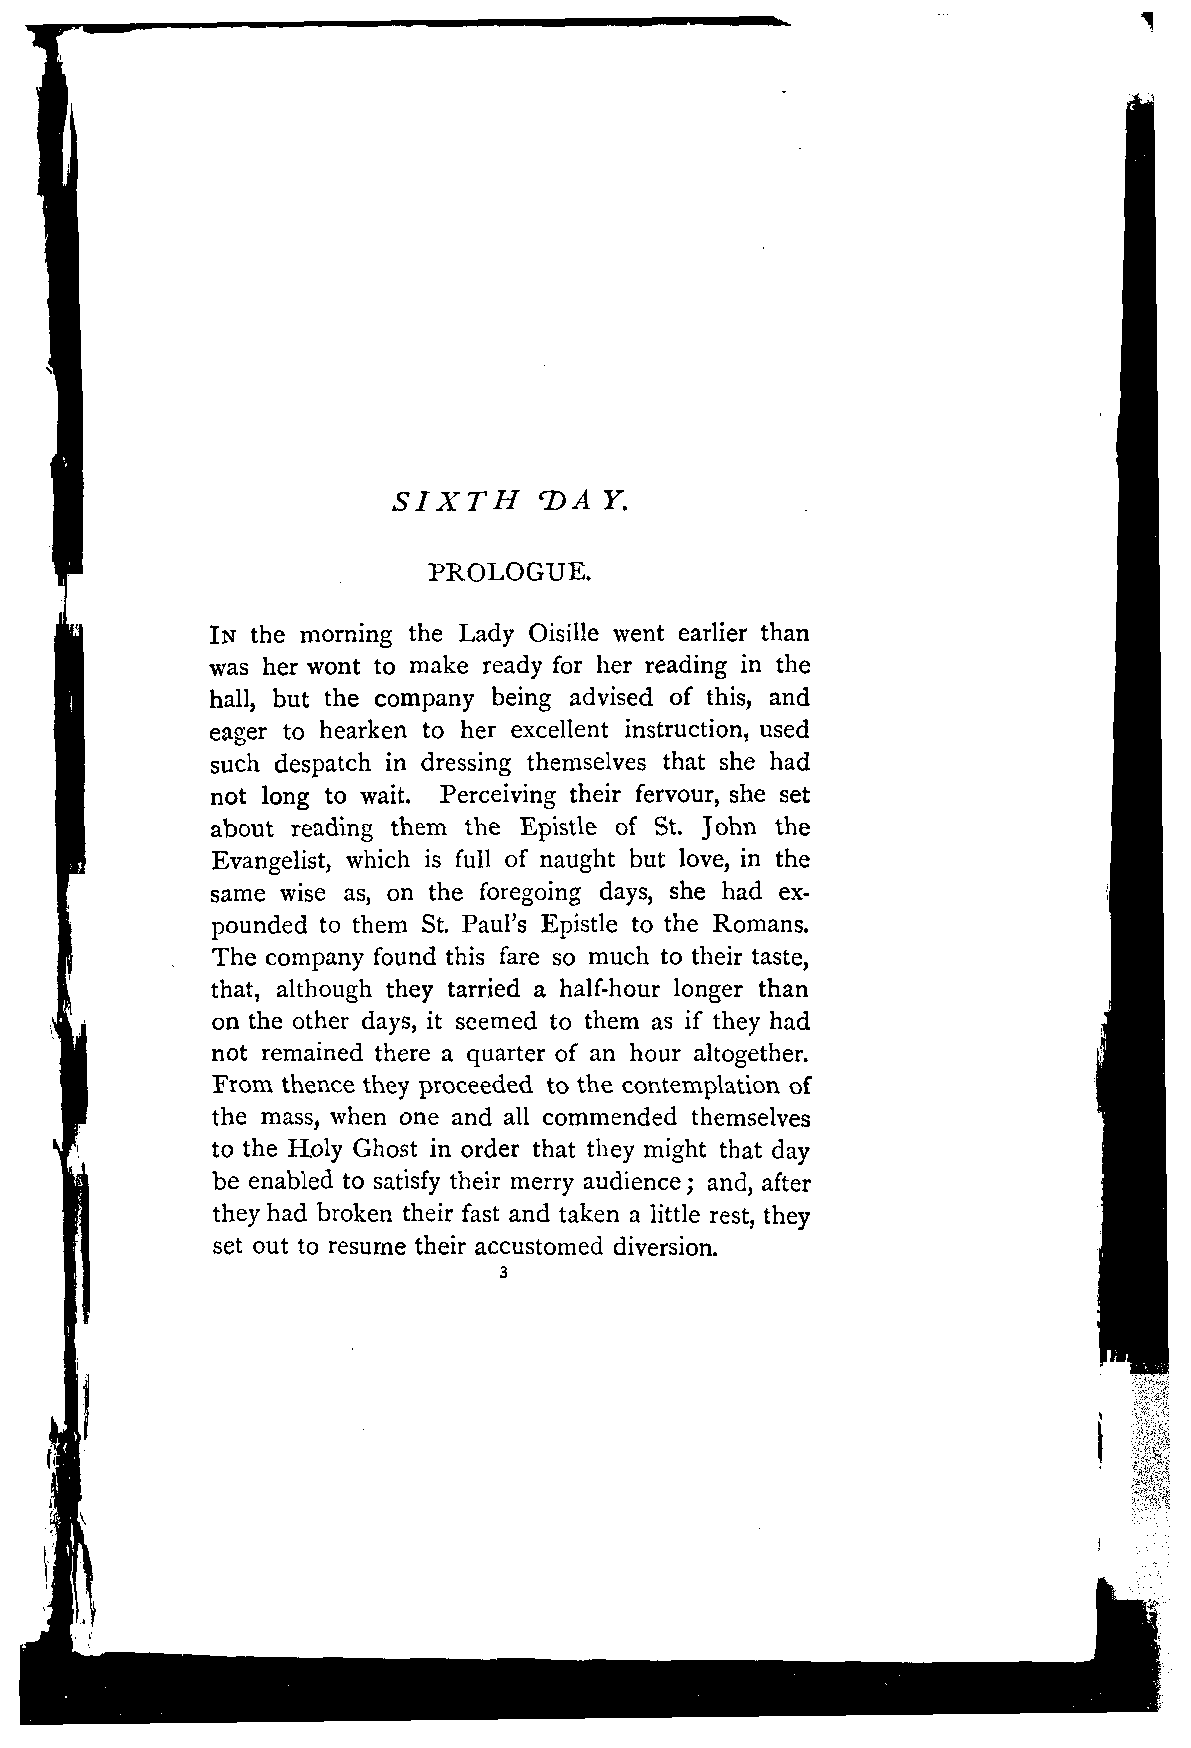 SIXTH DAY.
PROLOGUE.
IN the morning the Lady Oisille went earlier than
was her wont to make ready for her reading in the
hall, but the company being advised of this, and
eager to hearken to her excellent instruction, used
such despatch in dressing themselves that she had
not long to wait. Perceiving their fervour, she set
about reading them the Epistle of St. John the
Evangelist, which is full of naught but love, in the
same wise as, on the foregoing days, she had ex-
pounded to them St. Paul's Epistle to the Romans.
The company found this fare so much to their taste,
that, although they tarried a half-hour longer than
on the other days, it seemed to them as if they had
not remained there a quarter of an hour altogether.
From thence they proceeded to the contemplation of
the mass, when one and all commended themselves
to the Holy Ghost in order that they might that day
be enabled to satisfy their merry audience; and, after
they had broken their fast and taken a little rest, they
set out to resume their accustomed diversion.
3